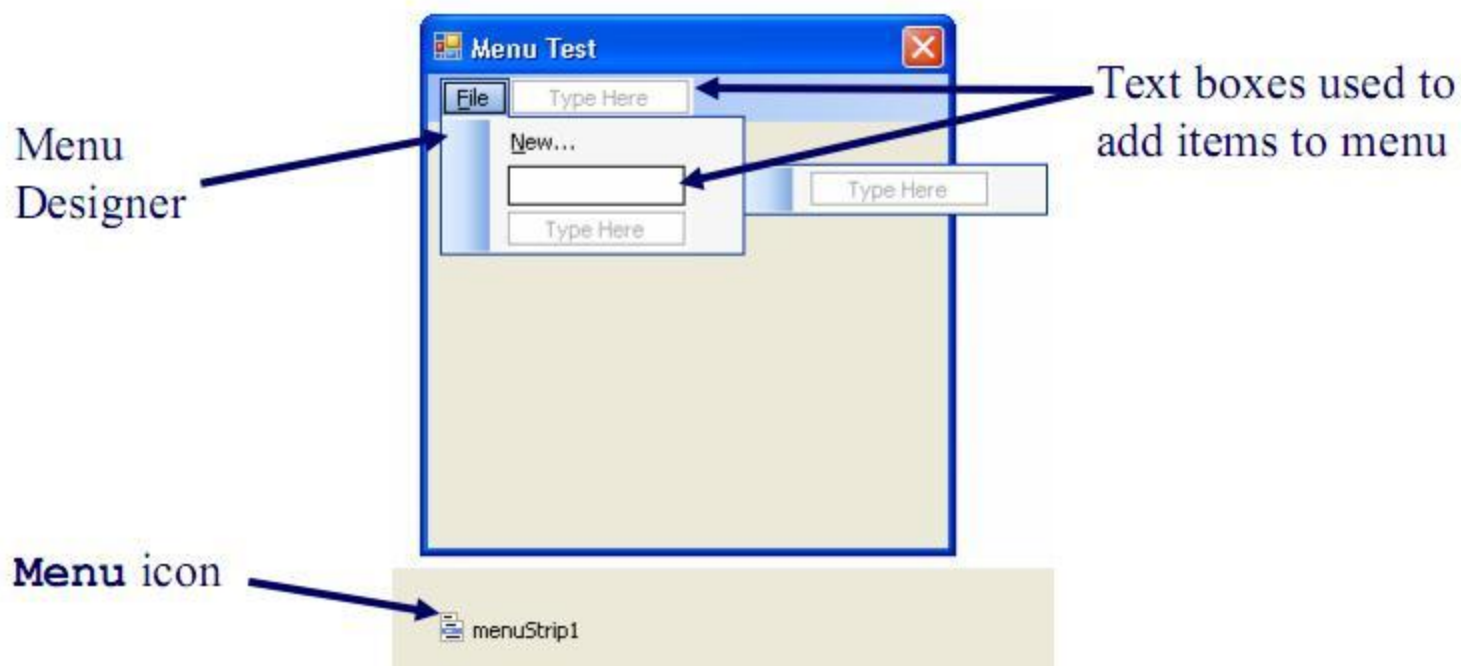 Menu Test
File
Type Here
Text boxes used to
add items to menu
Menu
Designer
New...
Type Here
Type Here
Menu icon
menuStrip1